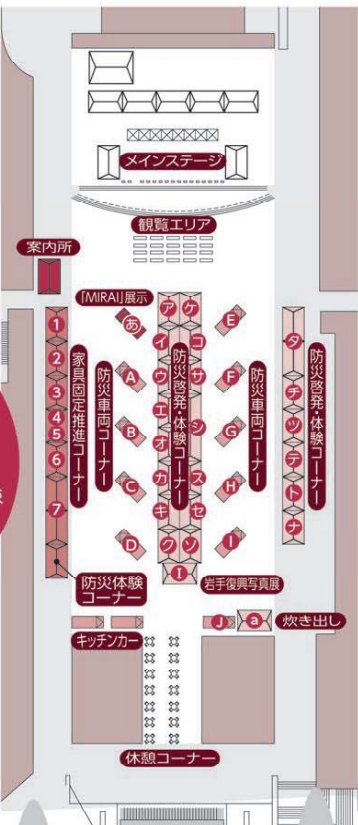 メインステージ
観覧エリア
案内所
「MIRAI」展示
あ
ア ケ
イ コ
ウ サ
エ
オ シ
カ ス
キ セ
ク ソ
I
1
2
3
4
5
6
7
家具固定推進コーナー
防災車両コーナー
A
B
C
D
防災啓発・体験コーナー
E
F
G
H
I
防災車両コーナー
タ
チ
ツ
テ
ト
ナ
防災啓発・体験コーナー
防災体験
コーナー
岩手復興写真展
キッチンカー
J
a
炊き出し
休憩コーナー